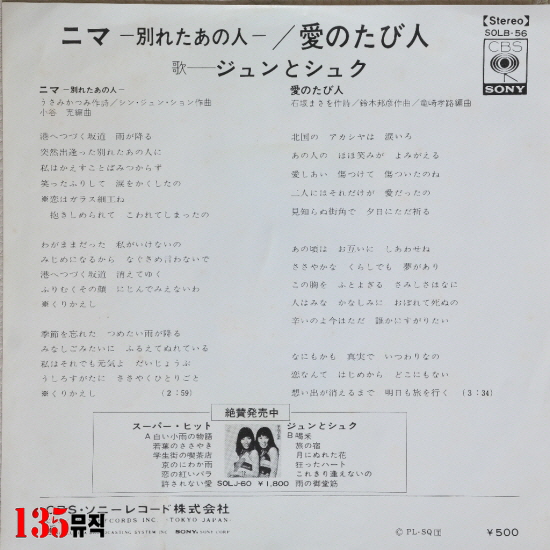 ニマ ―別れたあの人―／愛のたび人
歌――ジュンとシュク
【Stereo】
SOLB-56
CBS
SONY
ニマ ―別れたあの人―
うさみかつみ作詩／シン・ジュン・ション作曲
小谷 充編曲
港へつづく坂道 雨が降る
突然出逢った別れたあの人に
私はかえすことばみつからず
笑ったふりして 涙をかくしたの
※恋はガラス細工ね
抱きしめられて こわれてしまったの
わがままだった 私がいけないの
みじめになるから なぐさめ言わないで
港へつづく坂道 消えてゆく
ふりむくその顔 にじんでみえないわ
※くりかえし
季節を忘れた つめたい雨が降る
みなしごみたいに ふるえてぬれている
私はそれでも元気よ だいじょうぶ
うしろすがたに ささやくひとりごと
※くりかえし (2:59)
愛のたび人
石坂まさを作詩／鈴木邦彦作曲／竜崎孝路編曲
北国の アカシヤは 涙いろ
あの人の ほほ笑みが よみがえる
愛しあい 傷つけて 傷ついたのね
二人にはそれだけが 愛だったの
見知らぬ街角で 夕日にただ祈る
あの頃は お互いに しあわせね
ささやかな くらしでも 夢があり
この胸を ふとよぎる さみしさほなに
人はみな かなしみに おぼれて死ぬの
辛いのよ今はただ 誰かにすがりたい
なにもかも 真実で いつわりなの
恋なんて はじめから どこにもない
想い出が消えるまで 明日も旅を行く (3:34)
絶賛発売中
スーパー・ヒット
ジュンとシュク
A白い小雨の物語
若葉のささやき
学生街の喫茶店
京のにわか雨
恋の紅いバラ
許されない愛
SOLJ-60 ￥1,800
B喝采
旅の宿
月にぬれた花
狂ったハート
これきり逢えないの
雨の御堂筋
CBS・ソニーレコード株式会社
RECORDS INC. TOKYO JAPAN
SONY CORP
135뮤직
Ⓒ PL-SQ
￥500